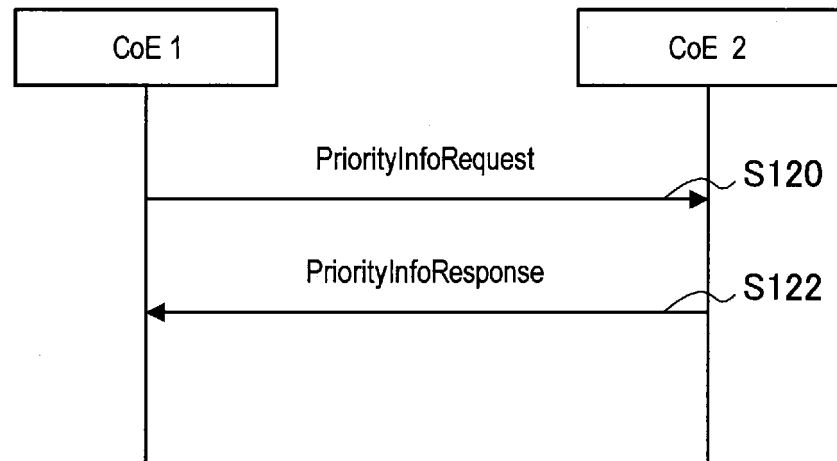 CoE 1
CoE 2
PriorityInfoRequest
S120
PriorityInfoResponse
S122